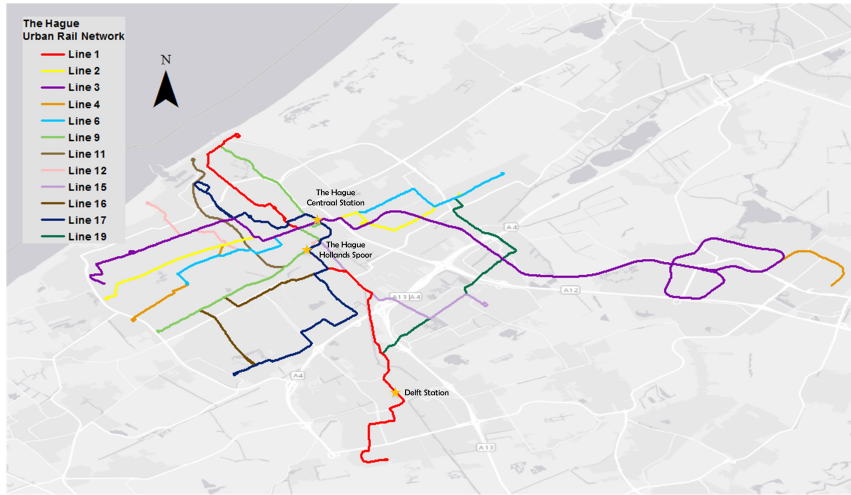 The Hague
Urban Rail Network
Line 1
Line 2
Line 3
Line 4
Line 6
Line 9
Line 11
Line 12
Line 15
Line 16
Line 17
Line 19
N
The Hague
Centraal Station
The Hague
Hollands Spoor
A4
A13 A4
A12
A4
Delft Station
A13